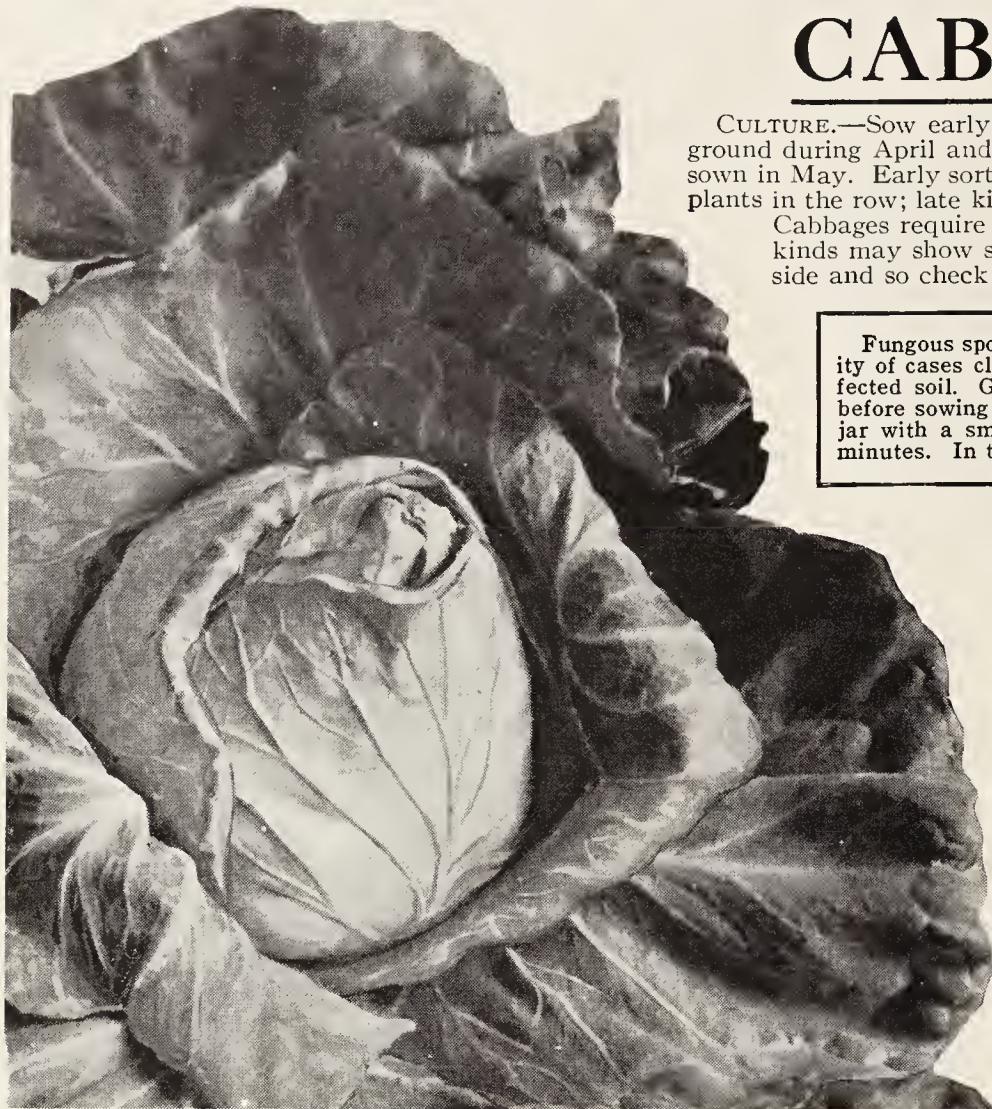 CAB
CULTURE.—Sow early
ground during April and
sown in May. Early sort
plants in the row; late ki
Cabbages require
kinds may show s
side and so check
Fungous spo
ity of cases cl
fected soil. G
before sowing
jar with a sm
minutes. In t